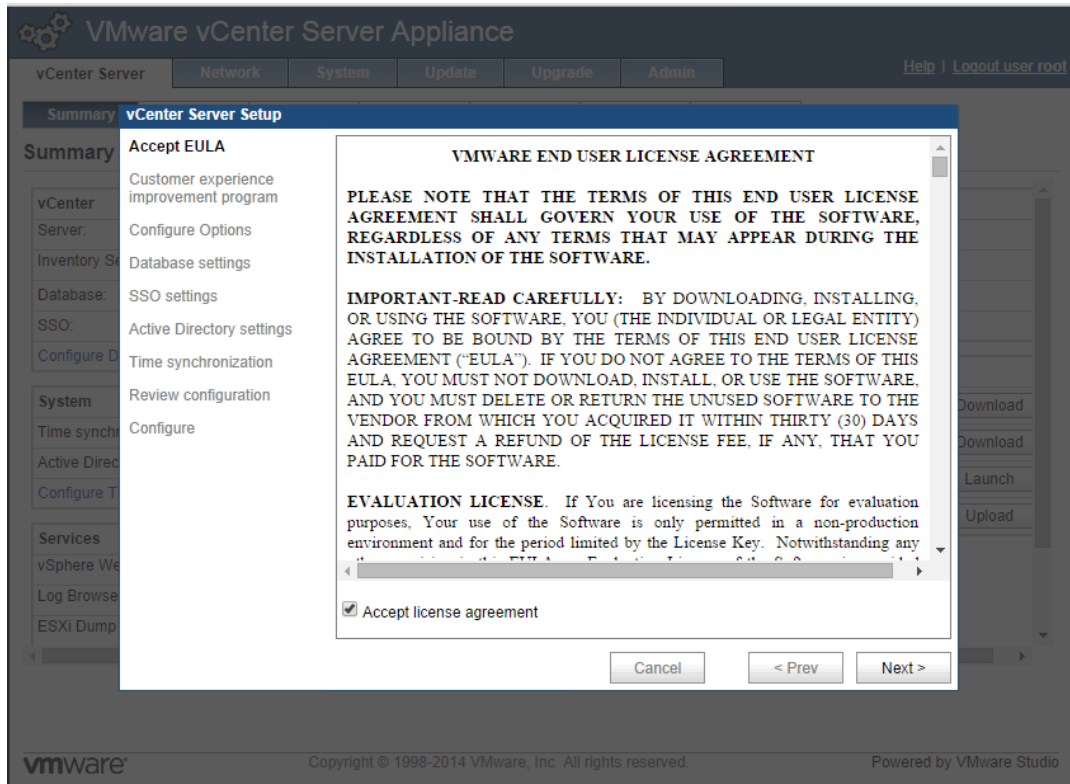 VMware vCenter Server Appliance
vCenter Server Network System Update Upgrade Admin
Help | Logout user root
Summary
vCenter Server Setup
Summary
Accept EULA
Customer experience
improvement program
Configure Options
Database settings
SSO settings
Active Directory settings
Time synchronization
Review configuration
Configure
vCenter
Server:
Inventory
Database:
SSO:
Configure
System
Time
Active
Configure
Services
vSphere
Log Browse
ESXi Dump
VMWARE END USER LICENSE AGREEMENT
PLEASE NOTE THAT THE TERMS OF THIS END USER LICENSE
AGREEMENT SHALL GOVERN YOUR USE OF THE SOFTWARE,
REGARDLESS OF ANY TERMS THAT MAY APPEAR DURING THE
INSTALLATION OF THE SOFTWARE.
IMPORTANT-READ CAREFULLY: BY DOWNLOADING, INSTALLING,
OR USING THE SOFTWARE, YOU (THE INDIVIDUAL OR LEGAL ENTITY)
AGREE TO BE BOUND BY THE TERMS OF THIS END USER LICENSE
AGREEMENT (“EULA”). IF YOU DO NOT AGREE TO THE TERMS OF THIS
EULA, YOU MUST NOT DOWNLOAD, INSTALL, OR USE THE SOFTWARE,
AND YOU MUST DELETE OR RETURN THE UNUSED SOFTWARE TO THE
VENDOR FROM WHICH YOU ACQUIRED IT WITHIN THIRTY (30) DAYS
AND REQUEST A REFUND OF THE LICENSE FEE, IF ANY, THAT YOU
PAID FOR THE SOFTWARE.
EVALUATION LICENSE. If You are licensing the Software for evaluation
purposes, Your use of the Software is only permitted in a non-production
environment and for the period limited by the License Key. Notwithstanding any
Accept license agreement
Cancel < Prev Next >
Download
Download
Launch
Upload
vmware
Copyright © 1998-2014 VMware, Inc. All rights reserved.
Powered by VMware Studio